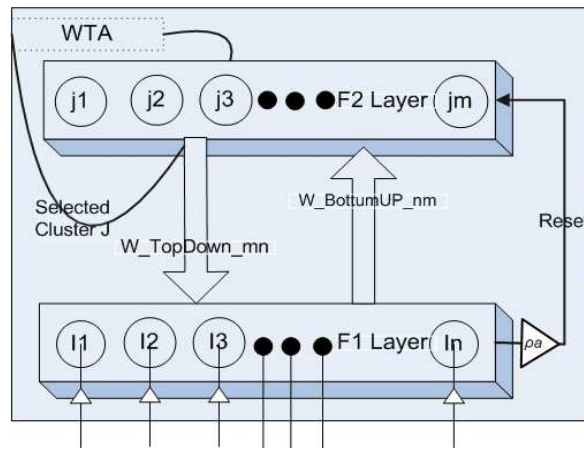 WTA
j1 j2 j3 F2 Layer jm
Selected
Cluster J
W_TopDown_mn
W_BottumUP_nm
Rese
I1 I2 I3 F1 Layer In
ρa